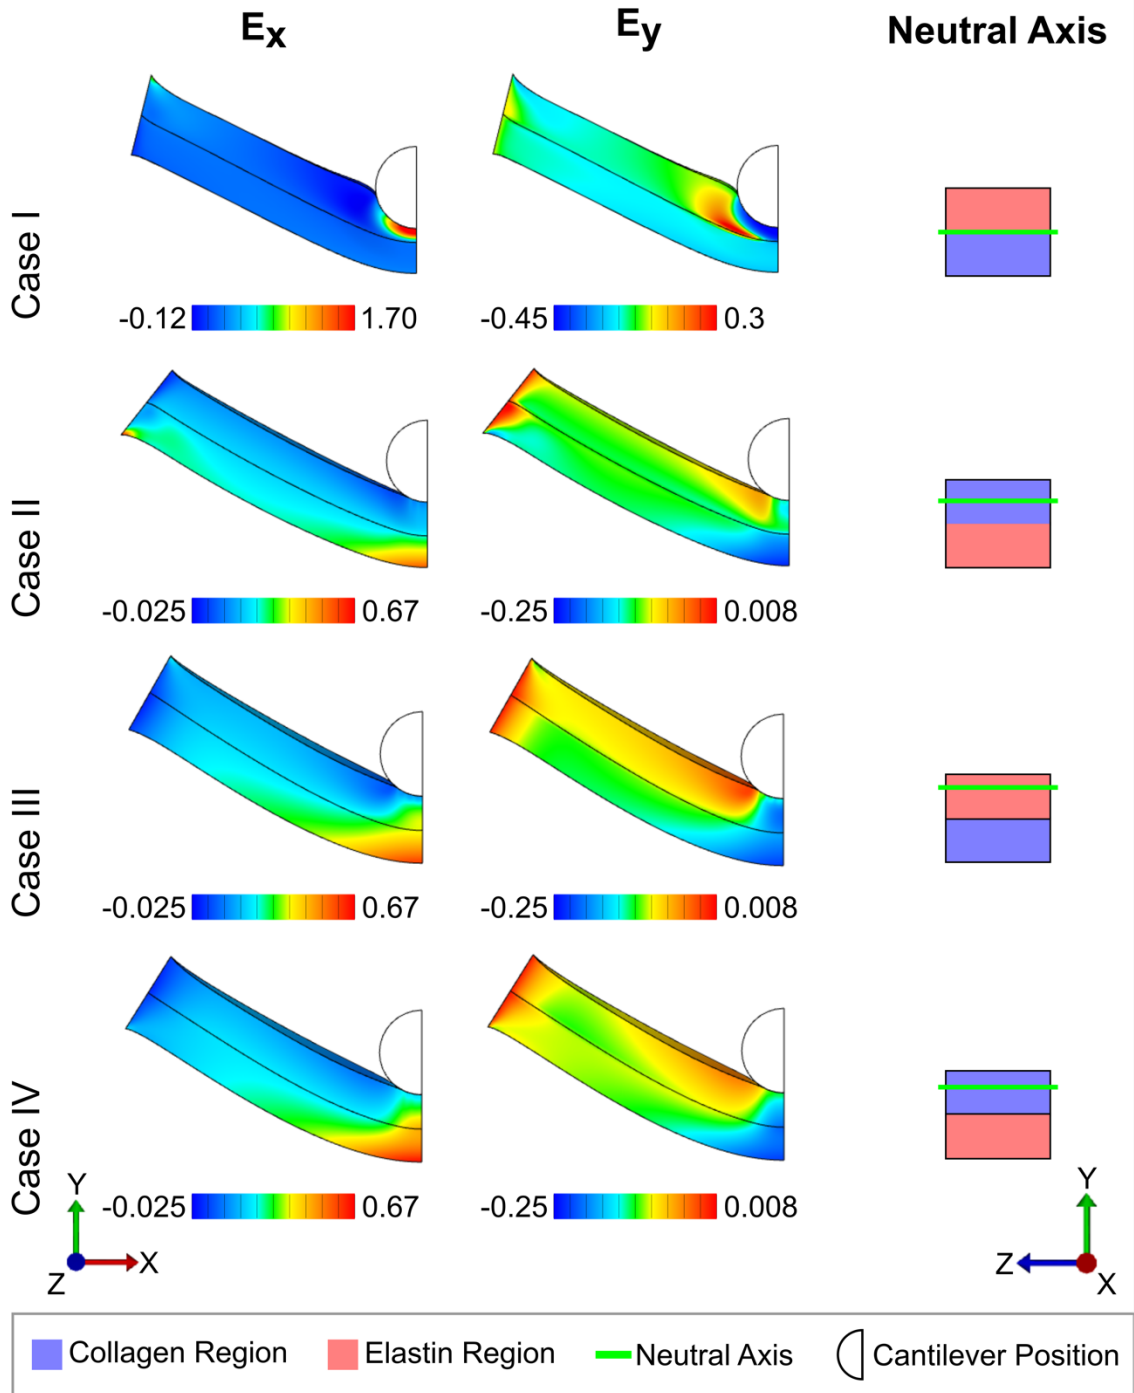 Ex Ey Neutral Axis
Case I
-0.12 1.70 -0.45 0.3
Case II
-0.025 0.67 -0.25 0.008
Case III
-0.025 0.67 -0.25 0.008
Case IV
-0.025 0.67 -0.25 0.008
Y
Z X
Y
Z X
Collagen Region Elastin Region Neutral Axis Cantilever Position